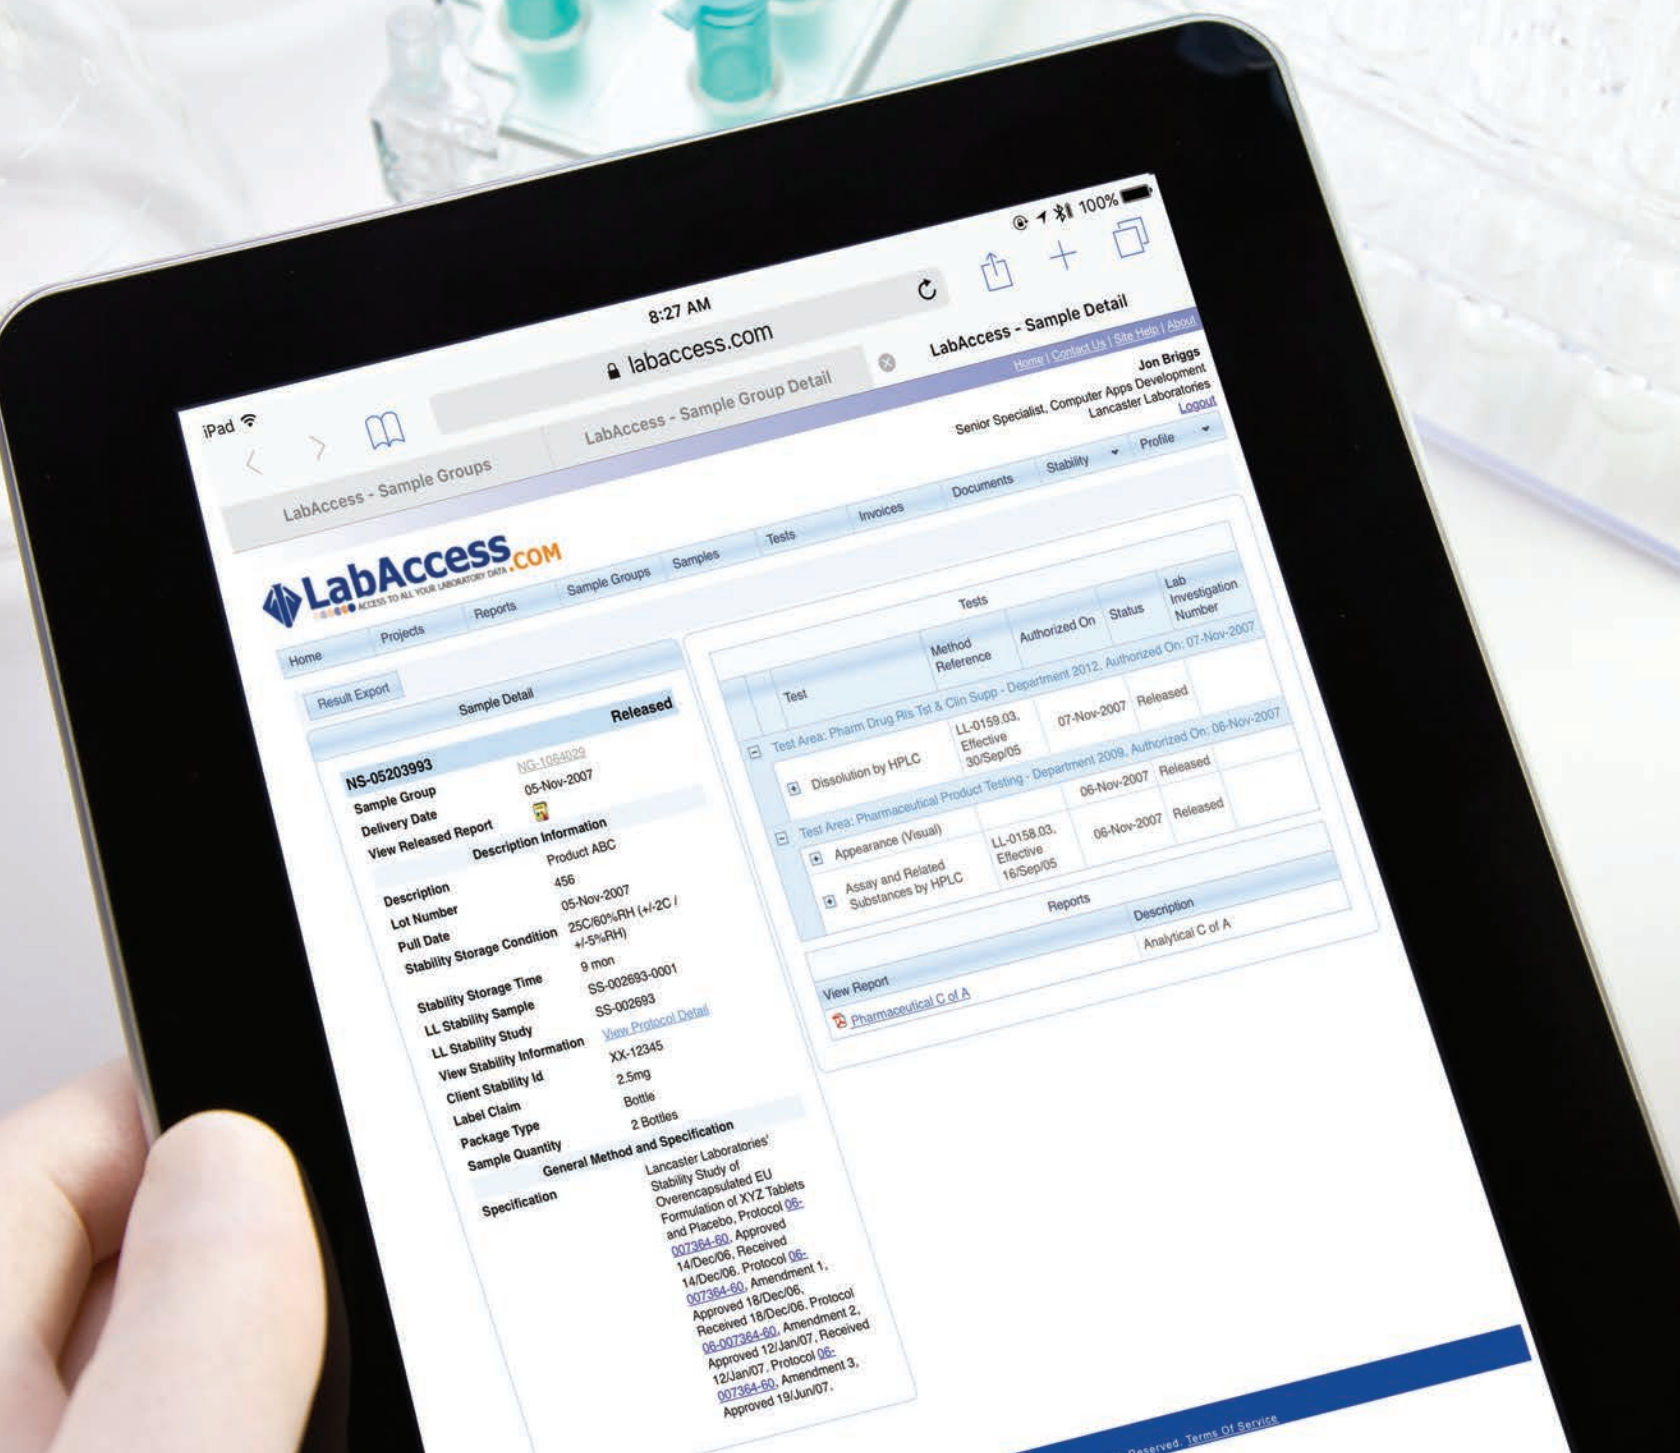 iPad
8:27 AM
100%
labaccess.com
LabAccess - Sample Groups
LabAccess - Sample Group Detail
LabAccess - Sample Detail
Home | Contact Us | Site Help | About
Jon Briggs
Senior Specialist, Computer Apps Development
Lancaster Laboratories
Logout
LabAccess.COM
ACCESS TO ALL YOUR LABORATORY DATA
Home Projects Reports Sample Groups Samples Tests Invoices Documents Stability Profile
Result Export
Sample Detail
NS-05203993 Released
Sample Group NG-1064029
Delivery Date 05-Nov-2007
View Released Report
Description Information
Description Product ABC
Lot Number 456
Pull Date 05-Nov-2007
Stability Storage Condition 25C/60%RH (+/-2C /
+/-5%RH)
Stability Storage Time 9 mon
LL Stability Sample SS-002693-0001
LL Stability Study SS-002693
View Stability Information View Protocol Detail
Client Stability Id XX-12345
Label Claim 2.5mg
Package Type Bottle
Sample Quantity 2 Bottles
General Method and Specification
Specification Lancaster Laboratories'
Stability Study of
Overencapsulated EU
Formulation of XYZ Tablets
and Placebo, Protocol 06-
007364-60, Approved
14/Dec/06, Received
14/Dec/06. Protocol 06-
007364-60, Amendment 1,
Approved 18/Dec/06,
Received 18/Dec/06. Protocol
06-007364-60, Amendment 2,
Approved 12/Jan/07, Received
12/Jan/07. Protocol 06-
007364-60, Amendment 3,
Approved 19/Jun/07.
Tests
Test Method Reference Authorized On Status Lab Investigation Number
Test Area: Pharm Drug Rls Tst & Clin Supp - Department 2012, Authorized On: 07-Nov-2007
Dissolution by HPLC LL-0159.03, Effective 30/Sep/05 07-Nov-2007 Released
Test Area: Pharmaceutical Product Testing - Department 2009, Authorized On: 06-Nov-2007
Appearance (Visual) 06-Nov-2007 Released
Assay and Related Substances by HPLC LL-0158.03, Effective 16/Sep/05 06-Nov-2007 Released
Reports
View Report Description
Pharmaceutical C of A Analytical C of A
Reserved. Terms Of Service